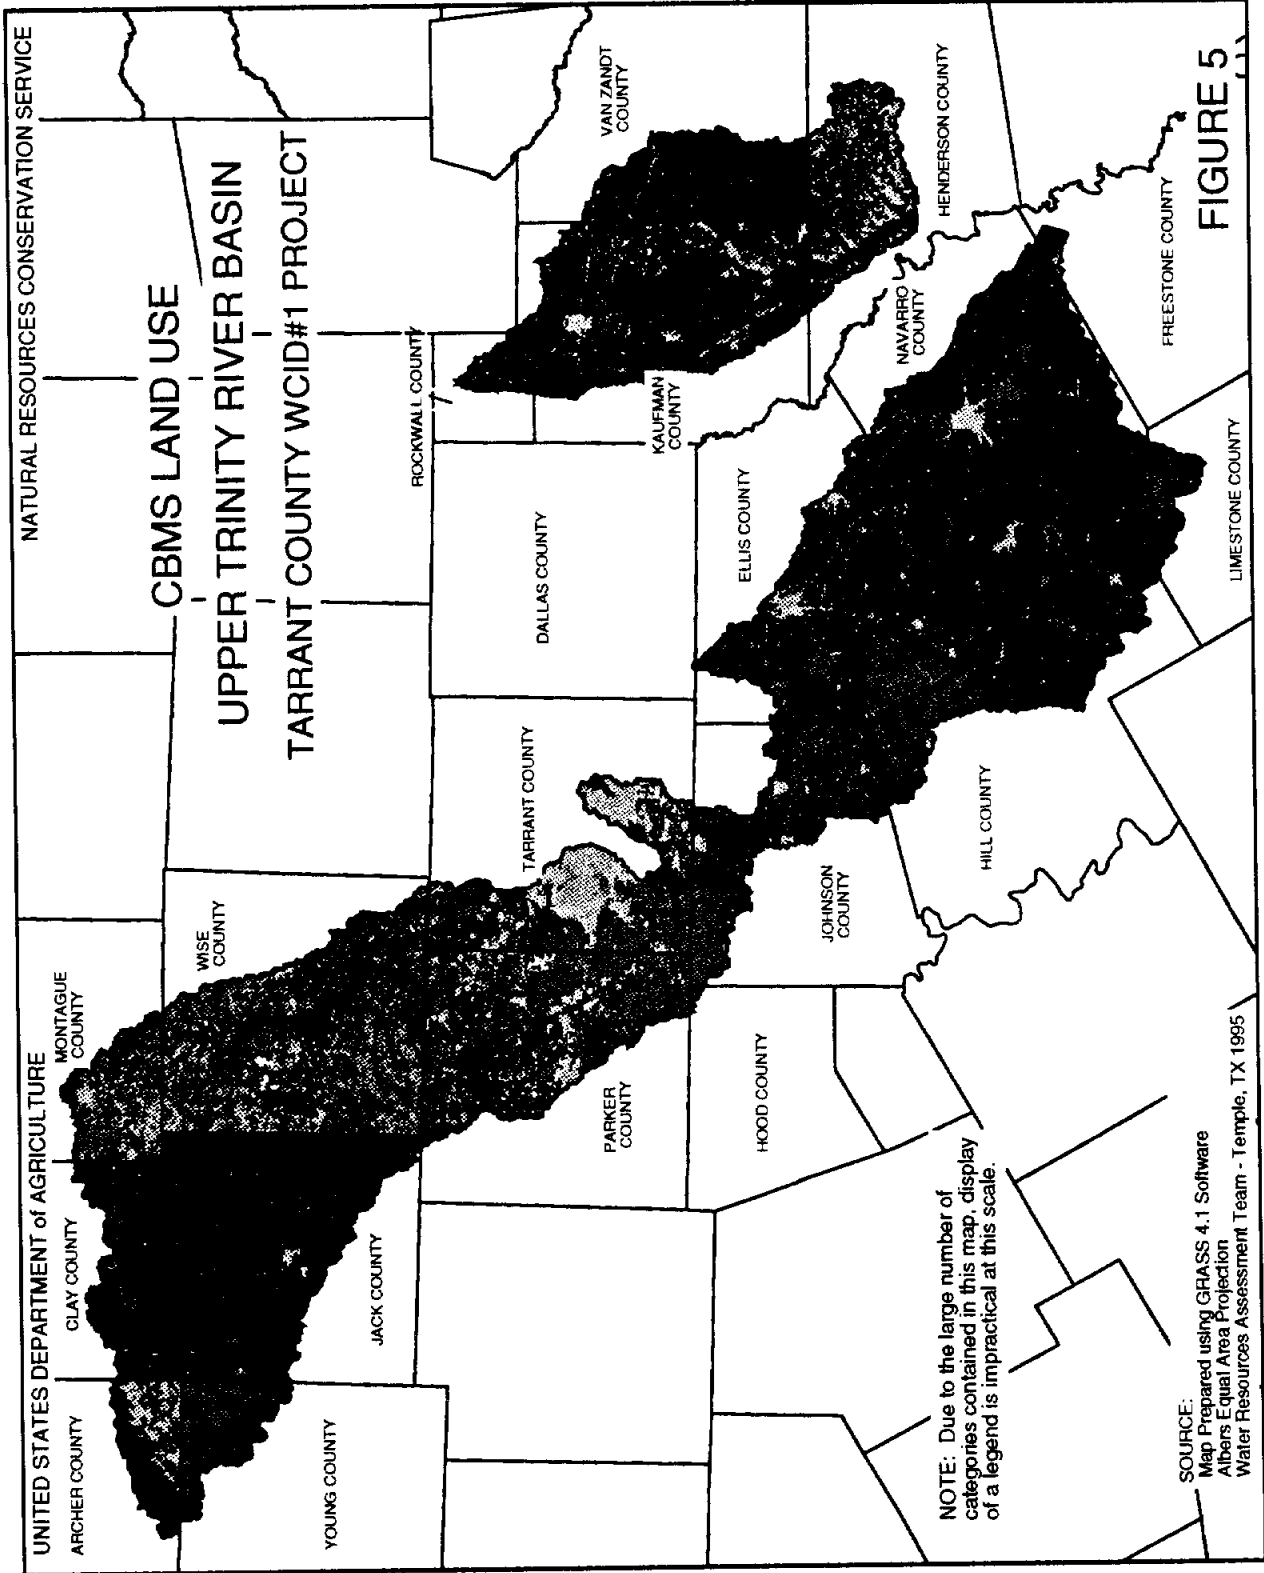 UNITED STATES DEPARTMENT of AGRICULTURE
NATURAL RESOURCES CONSERVATION SERVICE
CBMS LAND USE
UPPER TRINITY RIVER BASIN
TARRANT COUNTY WCID#1 PROJECT
ARCHER COUNTY
CLAY COUNTY
MONTAGUE
COUNTY
WISE
COUNTY
YOUNG COUNTY
JACK COUNTY
PARKER
COUNTY
TARRANT COUNTY
DALLAS COUNTY
ROCKWALL COUNTY
KAUFMAN
COUNTY
VAN ZANDT
COUNTY
HOOD COUNTY
JOHNSON
COUNTY
ELLIS COUNTY
NAVARRO
COUNTY
HENDERSON COUNTY
HILL COUNTY
LIMESTONE COUNTY
FREESTONE COUNTY
NOTE: Due to the large number of
categories contained in this map, display
of a legend is impractical at this scale.
SOURCE:
Map Prepared using GRASS 4.1 Software
Albers Equal Area Projection
Water Resources Assessment Team - Temple, TX 1995
FIGURE 5